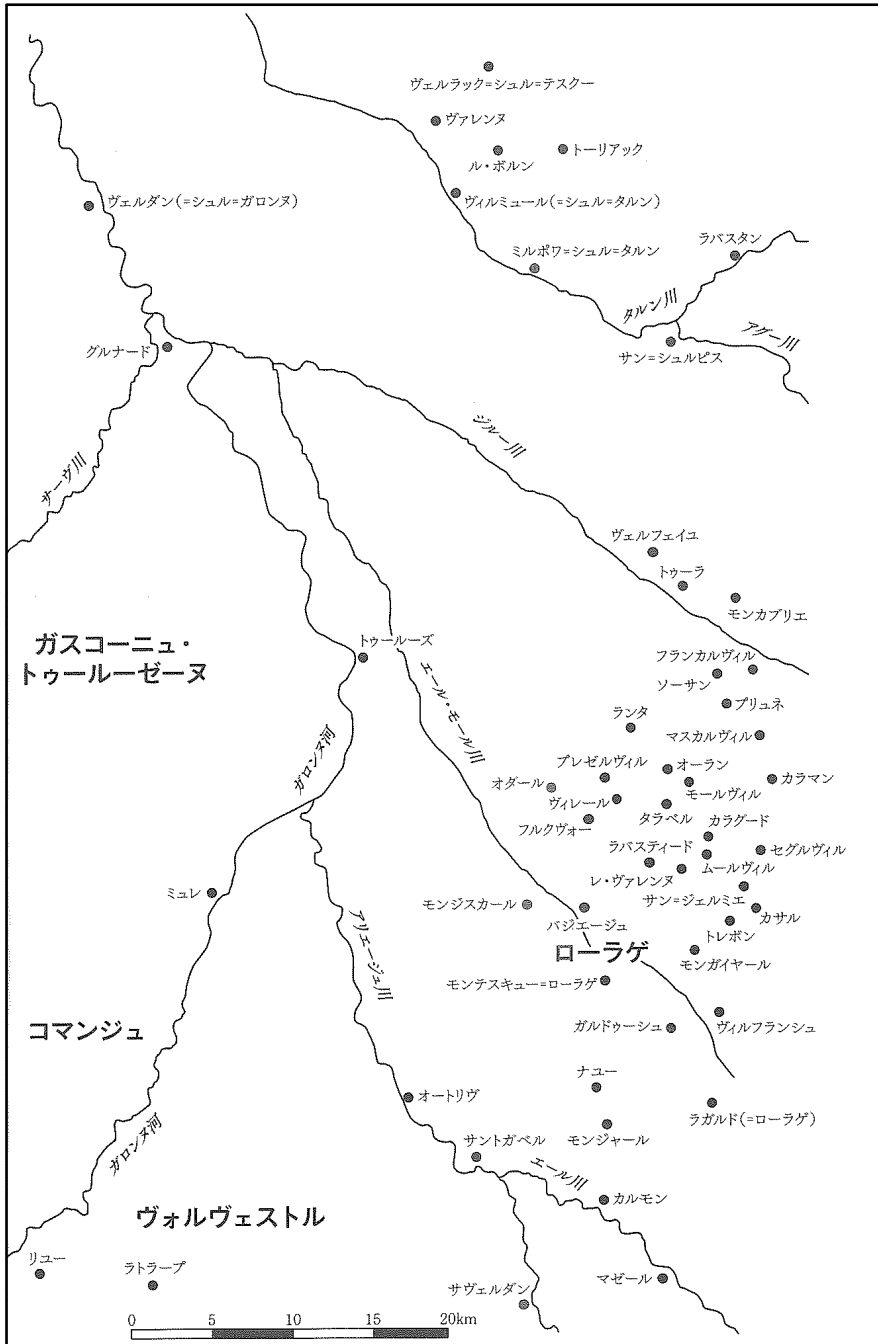 ヴェルラック=シュル=テスクー
ヴァレンヌ
ル・ボルン
トーリアック
ヴェルダン(=シュル=ガロンヌ)
ヴィルミュール(=シュル=タルン)
ミルポワ=シュル=タルン
ラバスタン
タルン川
アグー川
サン=シュルピス
グルナード
サーヴ川
ジルー川
ヴェルフェイユ
トゥーラ
モンカブリエ
ガスコーニュ・
トゥールーゼーヌ
トゥールーズ
エール・モール川
フランカルヴィル
ソーサン
プリュネ
ランタ
マスカルヴィル
ガロンヌ河
プレゼルヴィル
オーラン
オダール
カラマン
モールヴィル
ヴィレール
タラベル
フルクヴォー
カラグード
ラバスティード
セグルヴィル
レ・ヴァレンヌ
ムールヴィル
ミュレ
サン=ジェルミエ
モンジスカール
バジエージュ
カサル
トレボン
アリエージュ川
ローラゲ
モンガイヤール
モンテスキュー=ローラゲ
コマンジュ
ガルドゥーシュ
ヴィルフランシュ
ナユー
オートリヴ
ラガルド(=ローラゲ)
モンジャール
サントガベル
ガロンヌ河
エール川
カルモン
ヴォルヴェストル
リユー
ラトラープ
サヴェルダン
マゼール
0 5 10 15 20km